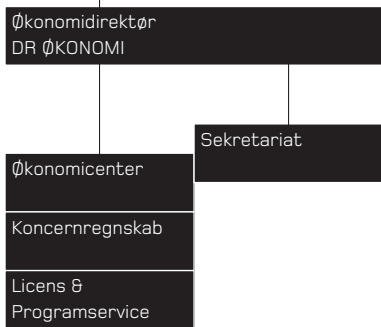 Økonomidirektør
DR ØKONOMI
Sekretariat
Økonomicenter
Koncernregnskab
Licens &
Programservice